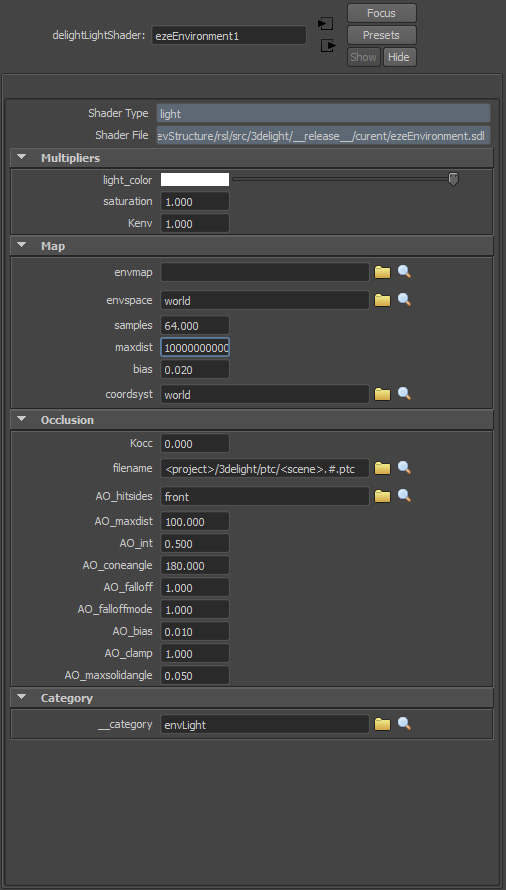 Focus
delightLightShader: ezeEnvironment1
Presets
Show Hide
Shader Type light
Shader File evStructure/rsl/src/3delight/__release__/curent/ezeEnvironment.sdl
Multipliers
light_color
saturation 1.000
Kenv 1.000
Map
envmap
envspace world
samples 64.000
maxdist 10000000000
bias 0.020
coordsyst world
Occlusion
Kocc 0.000
filename <project>/3delight/ptc/<scene>.#.ptc
AO_hitsides front
AO_maxdist 100.000
AO_int 0.500
AO_coneangle 180.000
AO_falloff 1.000
AO_falloffmode 1.000
AO_bias 0.010
AO_clamp 1.000
AO_maxsolidangle 0.050
Category
__category envLight